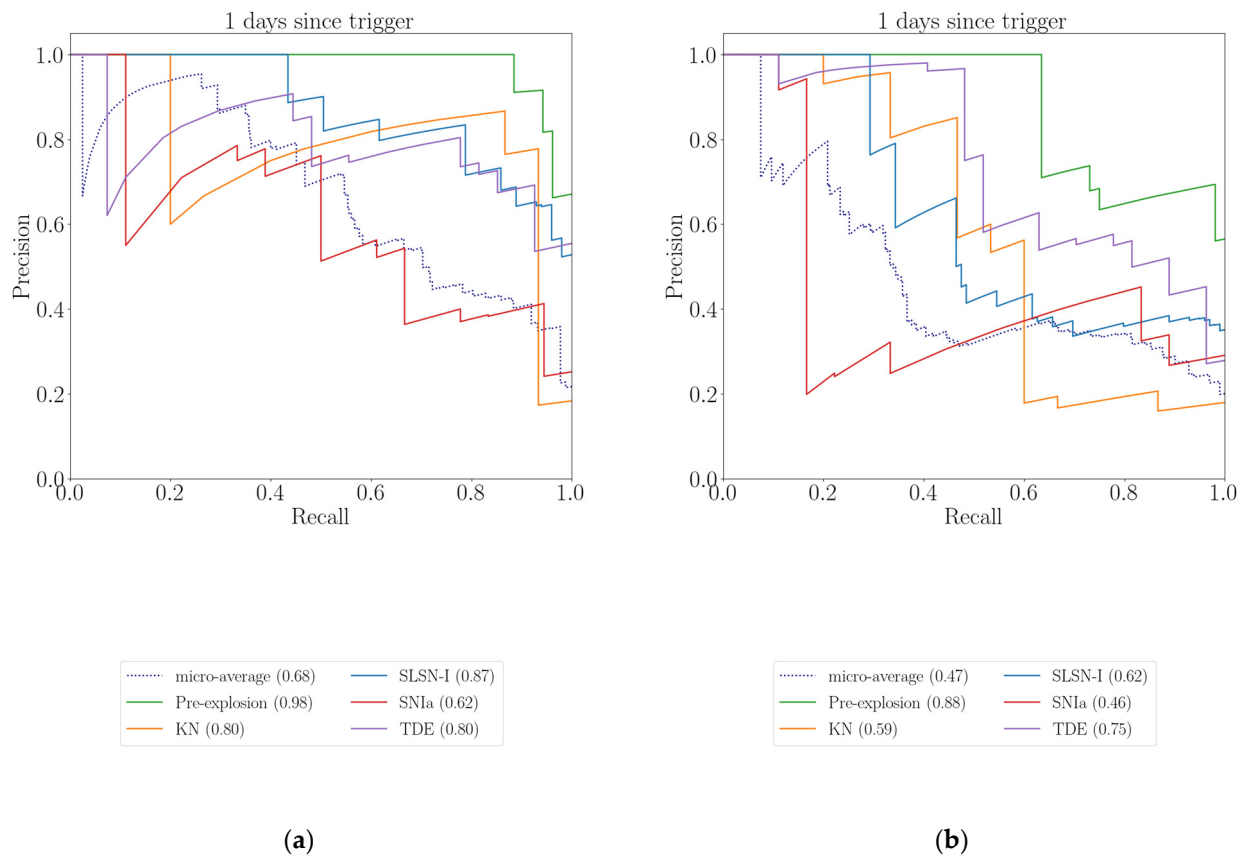 1 days since trigger
1.0
0.8
0.6
0.4
0.2
0.0
Precision
0.0 0.2 0.4 0.6 0.8 1.0
Recall
micro-average (0.68)
Pre-explosion (0.98)
KN (0.80)
SLSN-I (0.87)
SNIa (0.62)
TDE (0.80)
(a)
1 days since trigger
1.0
0.8
0.6
0.4
0.2
0.0
Precision
0.0 0.2 0.4 0.6 0.8 1.0
Recall
micro-average (0.47)
Pre-explosion (0.88)
KN (0.59)
SLSN-I (0.62)
SNIa (0.46)
TDE (0.75)
(b)